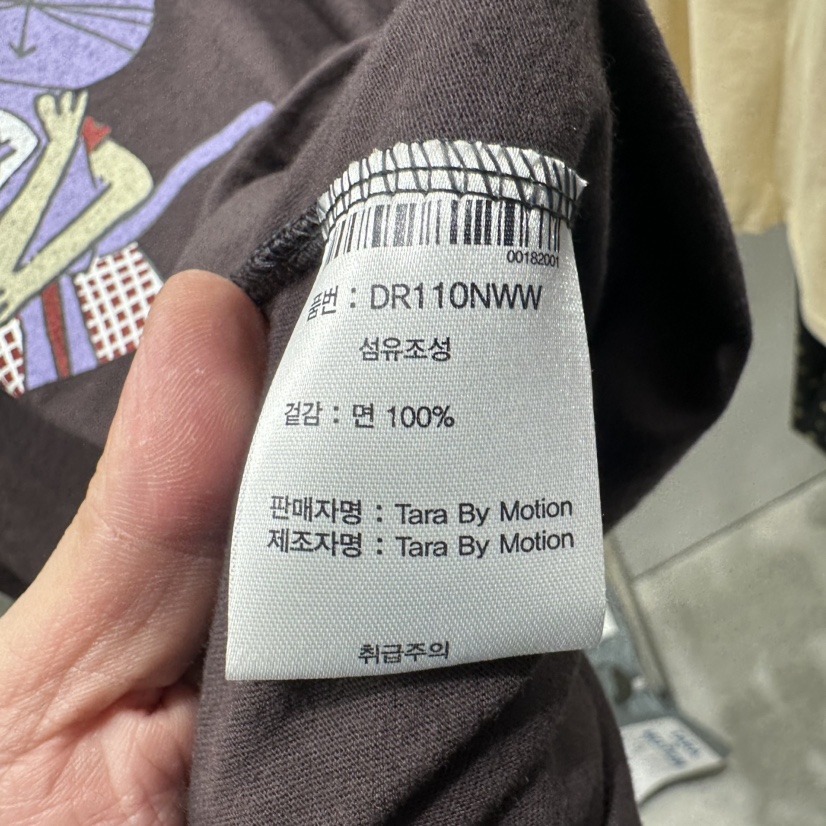 00182001
품번 : DR110NWW
섬유조성
겉감 : 면 100%
판매자명 : Tara By Motion
제조자명 : Tara By Motion
취급주의